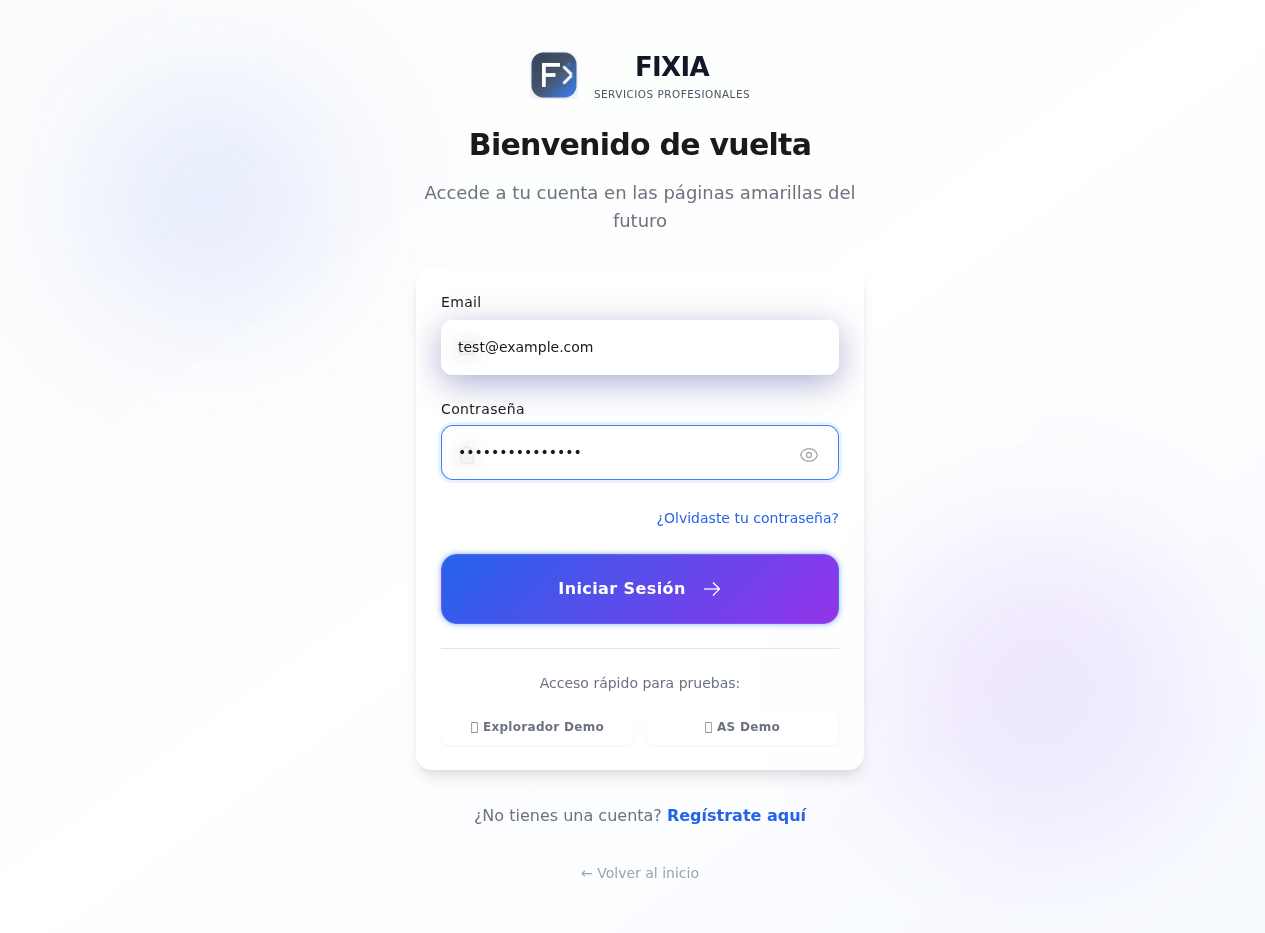 FIXIA
SERVICIOS PROFESIONALES
Bienvenido de vuelta
Accede a tu cuenta en las páginas amarillas del
futuro
Email
test@example.com
Contraseña
•••••••••••••••
¿Olvidaste tu contraseña?
Iniciar Sesión →
Acceso rápido para pruebas:
Explorador Demo
AS Demo
¿No tienes una cuenta? Regístrate aquí
← Volver al inicio